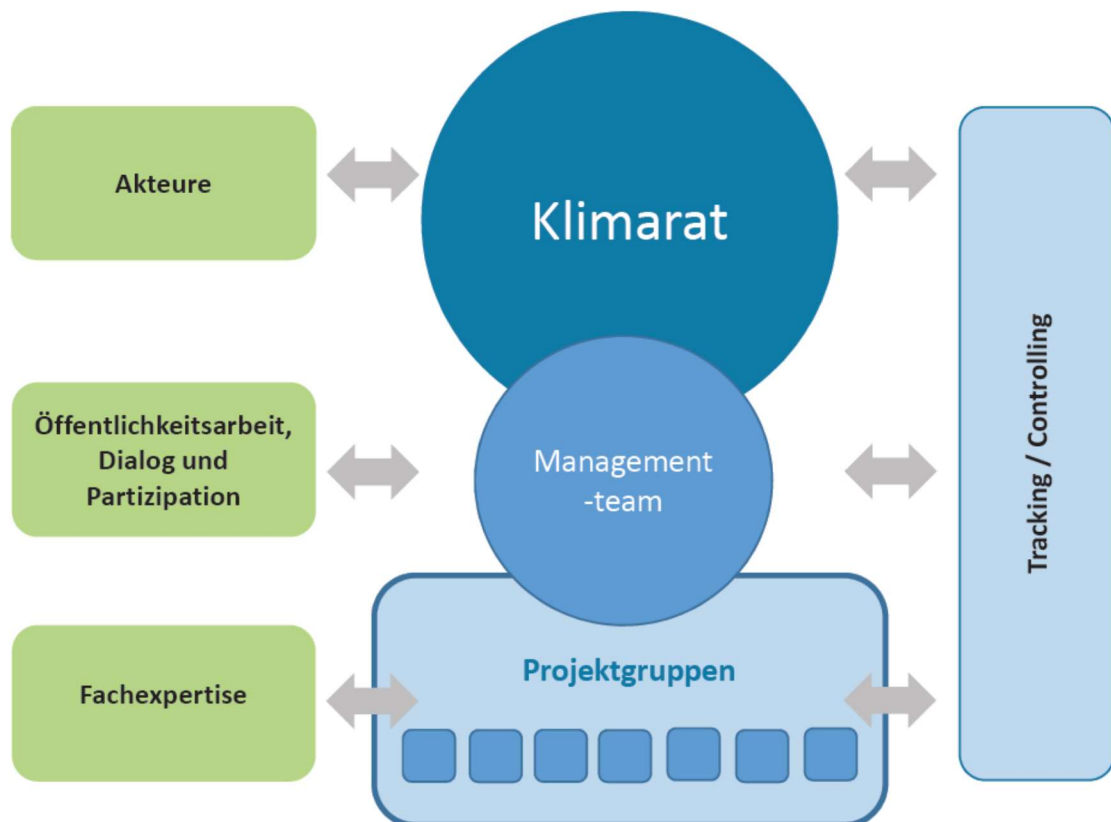 Akteure
Klimarat
Öffentlichkeitsarbeit,
Dialog und
Partizipation
Management
-team
Fachexpertise
Projektgruppen
Tracking / Controlling